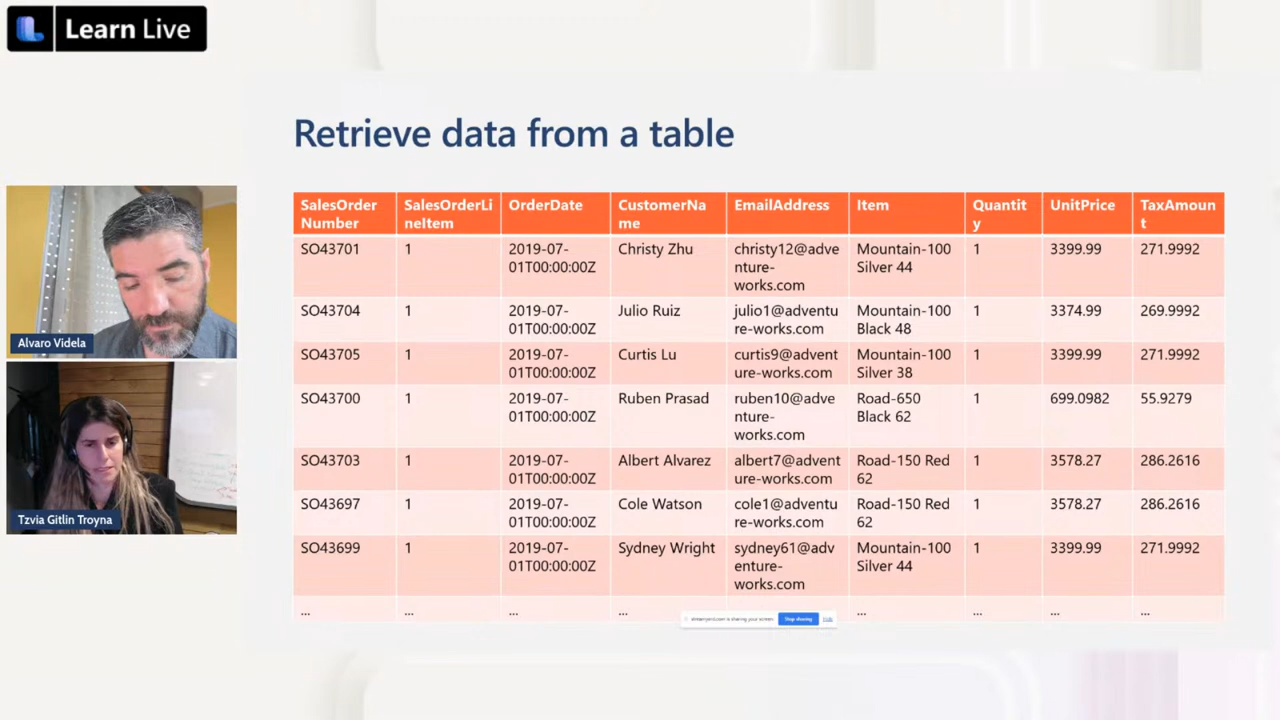 Learn Live
Retrieve data from a table
SalesOrder
Number
SalesOrderLi
neItem
OrderDate
CustomerNa
me
EmailAddress
Item
Quantit
y
UnitPrice
TaxAmoun
t
SO43701
1
2019-07-
01T00:00:00Z
Christy Zhu
christy12@adve
nture-
works.com
Mountain-100
Silver 44
1
3399.99
271.9992
SO43704
1
2019-07-
01T00:00:00Z
Julio Ruiz
julio1@adventu
re-works.com
Mountain-100
Black 48
1
3374.99
269.9992
SO43705
1
2019-07-
01T00:00:00Z
Curtis Lu
curtis9@advent
ure-works.com
Mountain-100
Silver 38
1
3399.99
271.9992
SO43700
1
2019-07-
01T00:00:00Z
Ruben Prasad
ruben10@adve
nture-
works.com
Road-650
Black 62
1
699.0982
55.9279
SO43703
1
2019-07-
01T00:00:00Z
Albert Alvarez
albert7@advent
ure-works.com
Road-150 Red
62
1
3578.27
286.2616
SO43697
1
2019-07-
01T00:00:00Z
Cole Watson
cole1@adventu
re-works.com
Road-150 Red
62
1
3578.27
286.2616
SO43699
1
2019-07-
01T00:00:00Z
Sydney Wright
sydney61@adv
enture-
works.com
Mountain-100
Silver 44
1
3399.99
271.9992
...
...
...
...
...
...
...
...
is sharing your screen.
Stop sharing
Hide
Alvaro Videla
Tzvia Gitlin Troyna